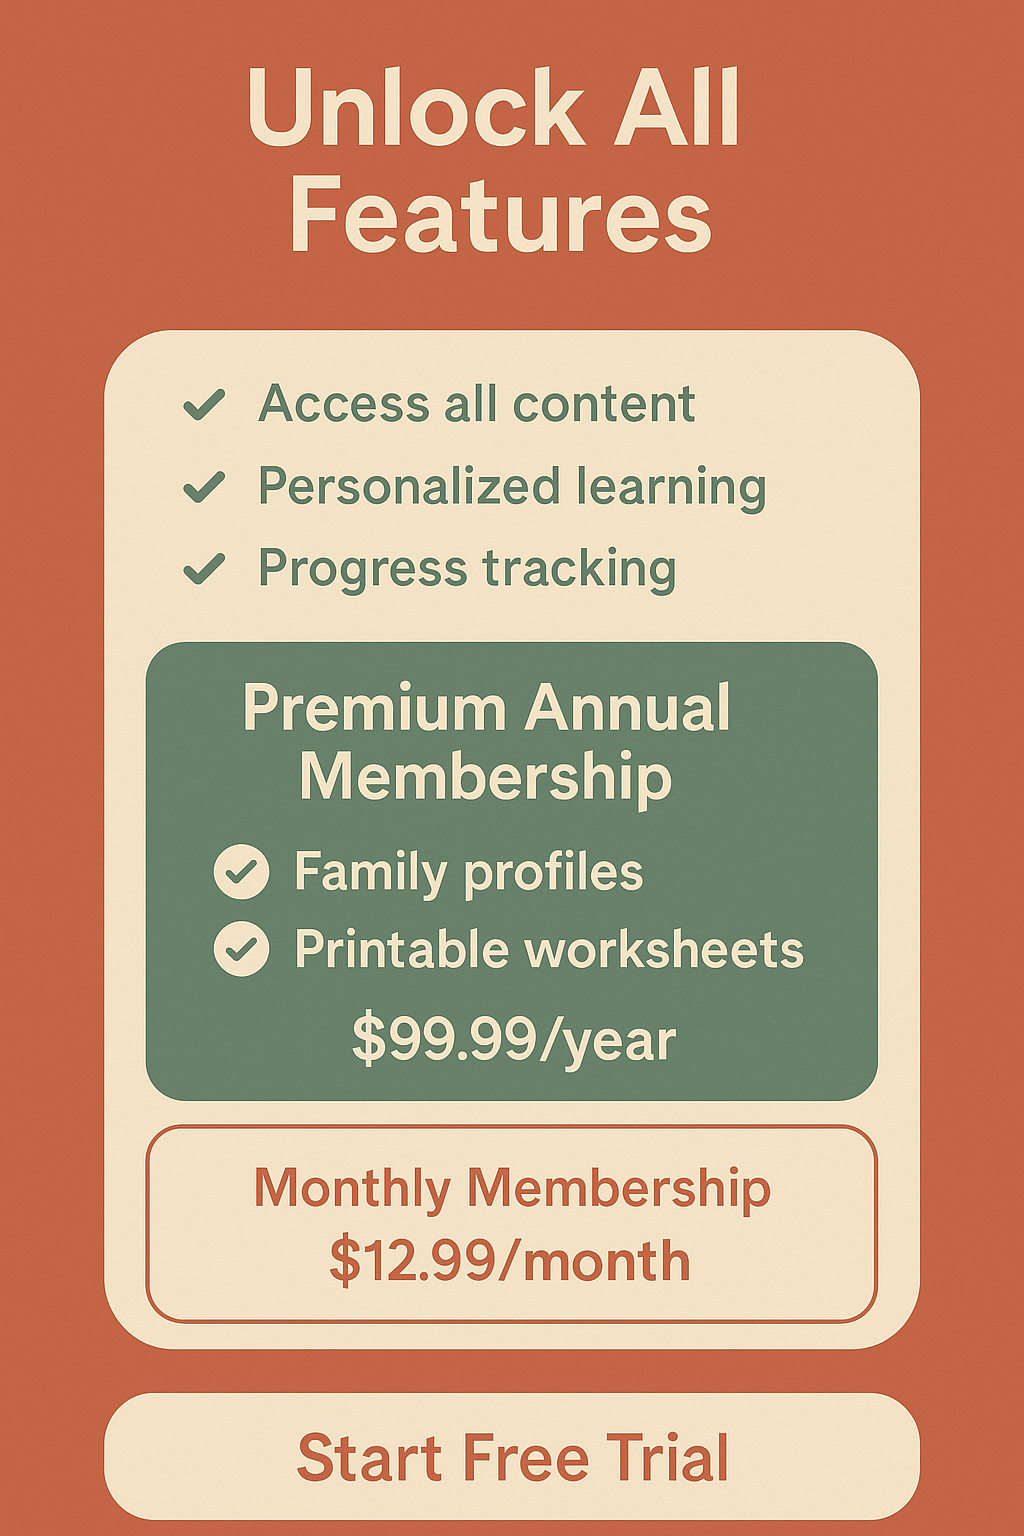 Unlock All
Features
Access all content
Personalized learning
Progress tracking
Premium Annual
Membership
Family profiles
Printable worksheets
$99.99/year
Monthly Membership
$12.99/month
Start Free Trial